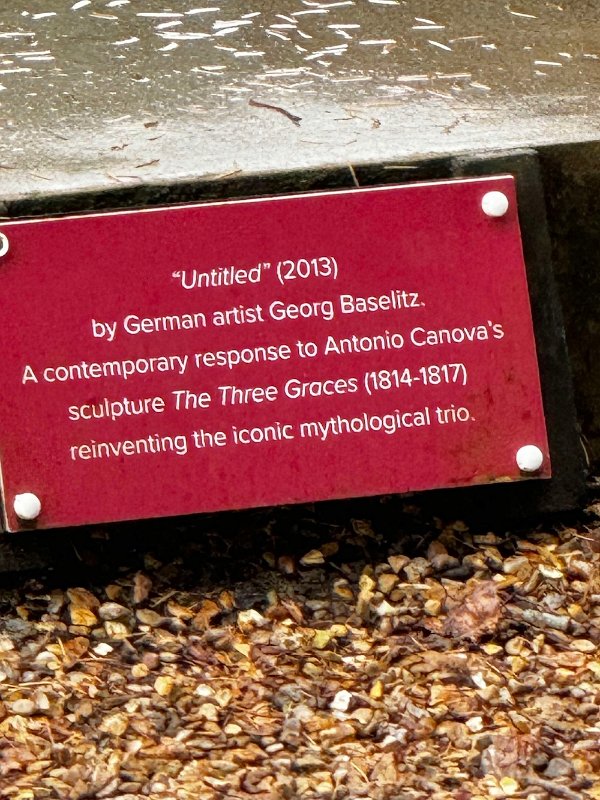 “Untitled” (2013)
by German artist Georg Baselitz.
A contemporary response to Antonio Canova's
sculpture The Three Graces (1814-1817)
reinventing the iconic mythological trio.